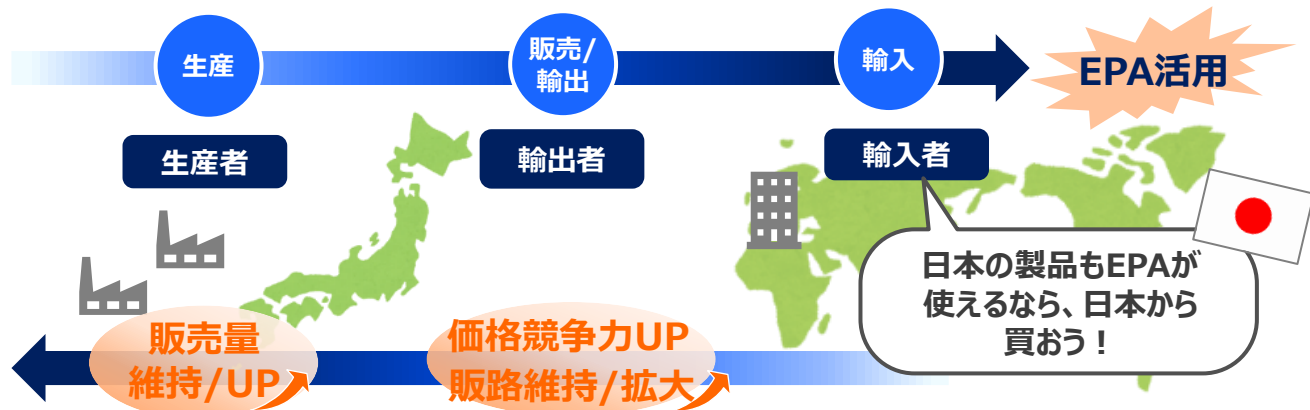 生産
販売/
輸出
輸入
EPA活用
生産者
輸出者
輸入者
日本の製品もEPAが
使えるなら、日本から
買おう！
販売量
維持/UP
価格競争力UP
販路維持/拡大